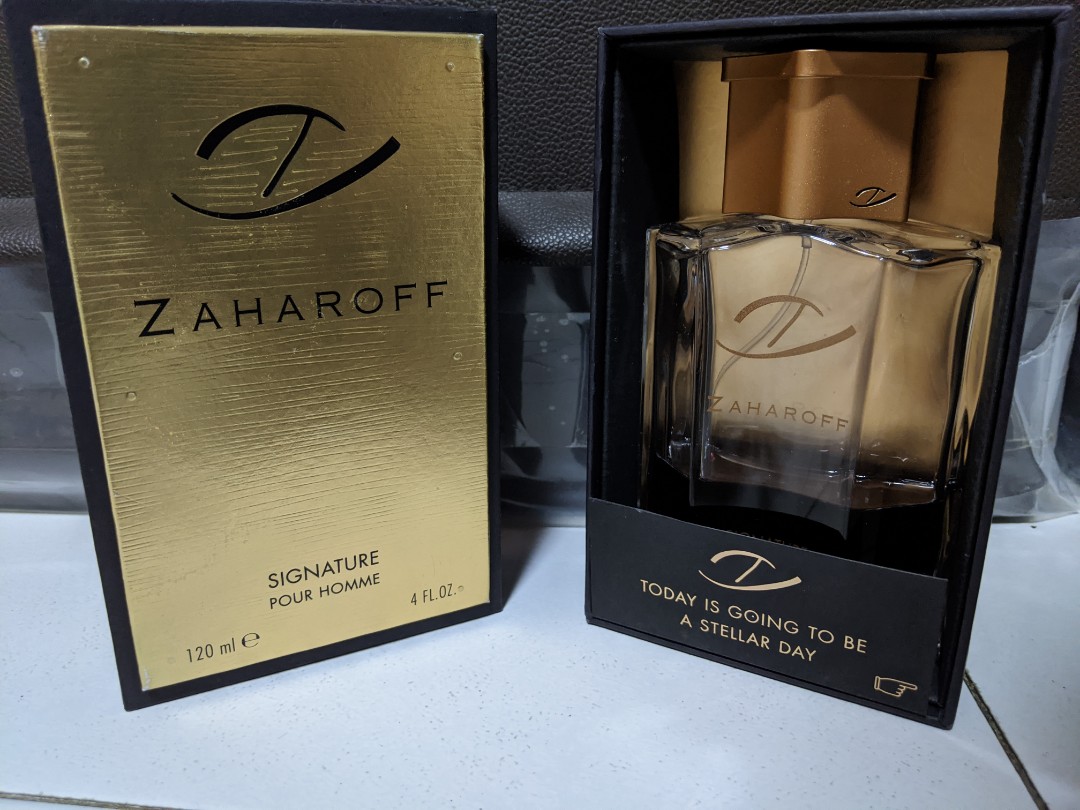 ZAHAROFF
SIGNATURE
POUR HOMME
120 ml ℮
4 FL.OZ.
ZAHAROFF
TODAY IS GOING TO BE
A STELLAR DAY